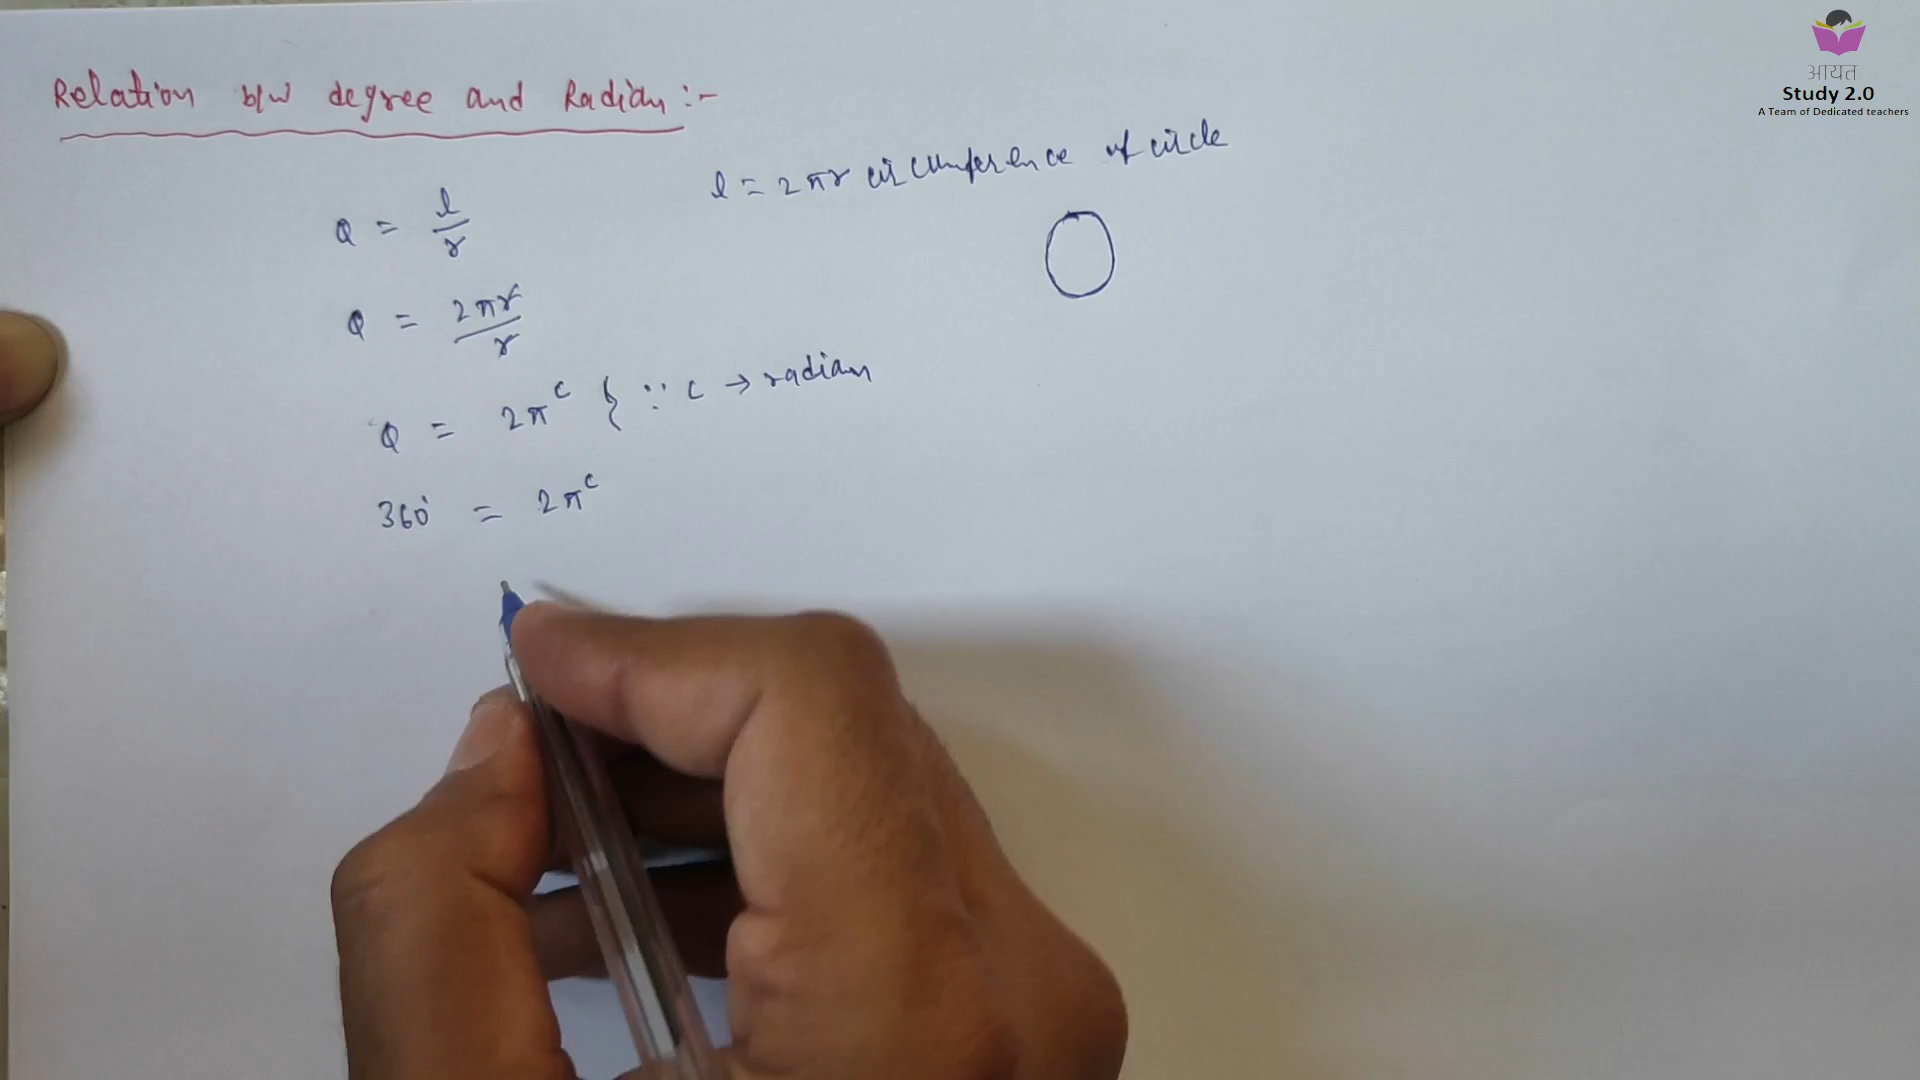 Relation b/w degree and Radian :-
l = 2πr circumference of circle
θ = l/r
θ = 2πr/r
θ = 2π^c { ∵ c → radian
360° = 2π^c
आयत
Study 2.0
A Team of Dedicated teachers